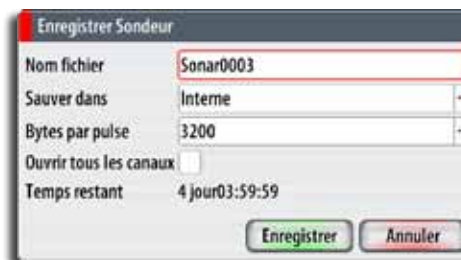 Enregistrer Sondeur
Nom fichier Sonar0003
Sauver dans Interne
Bytes par pulse 3200
Ouvrir tous les canaux
Temps restant 4 jour03:59:59
Enregistrer Annuler